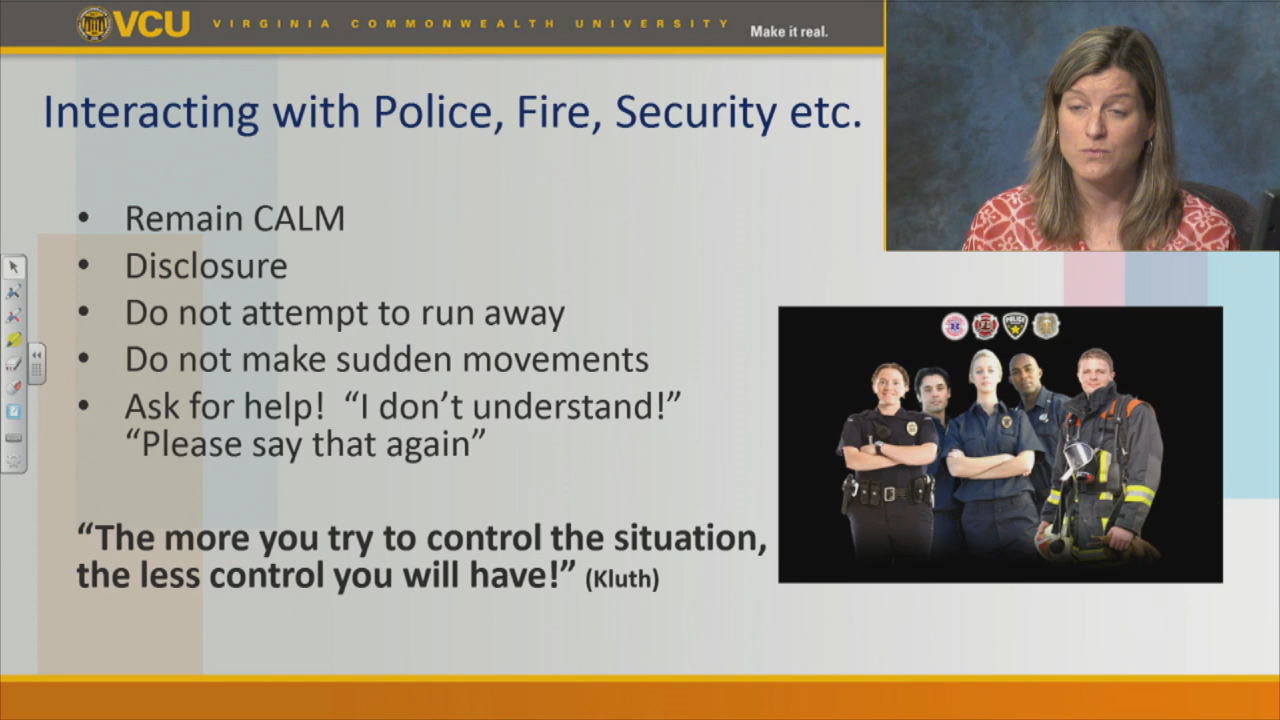 VCU VIRGINIA COMMONWEALTH UNIVERSITY Make it real.
Interacting with Police, Fire, Security etc.
• Remain CALM
• Disclosure
• Do not attempt to run away
• Do not make sudden movements
• Ask for help! “I don’t understand!”
“Please say that again”
POLICE
“The more you try to control the situation,
the less control you will have!” (Kluth)